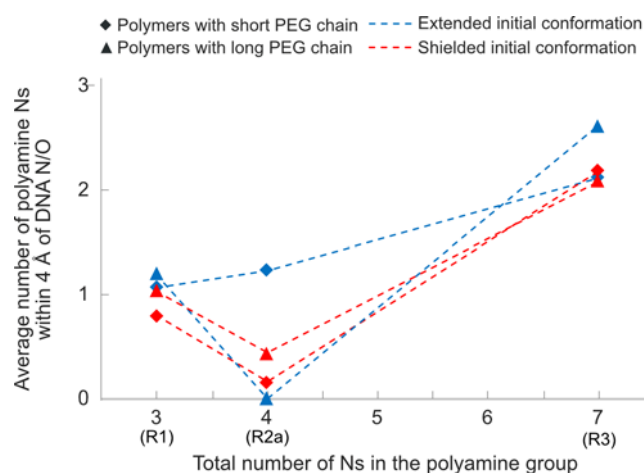 Polymers with short PEG chain
Extended initial conformation
Polymers with long PEG chain
Shielded initial conformation
Average number of polyamine Ns
within 4 Å of DNA N/O
3
2
1
0
3 4 5 6 7
(R1) (R2a) (R3)
Total number of Ns in the polyamine group